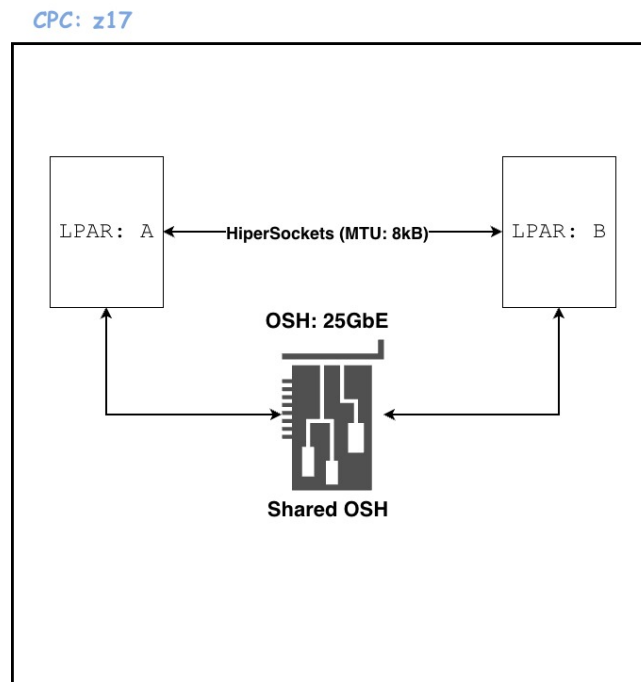 CPC: z17
LPAR: A
HiperSockets (MTU: 8kB)
LPAR: B
OSH: 25GbE
Shared OSH